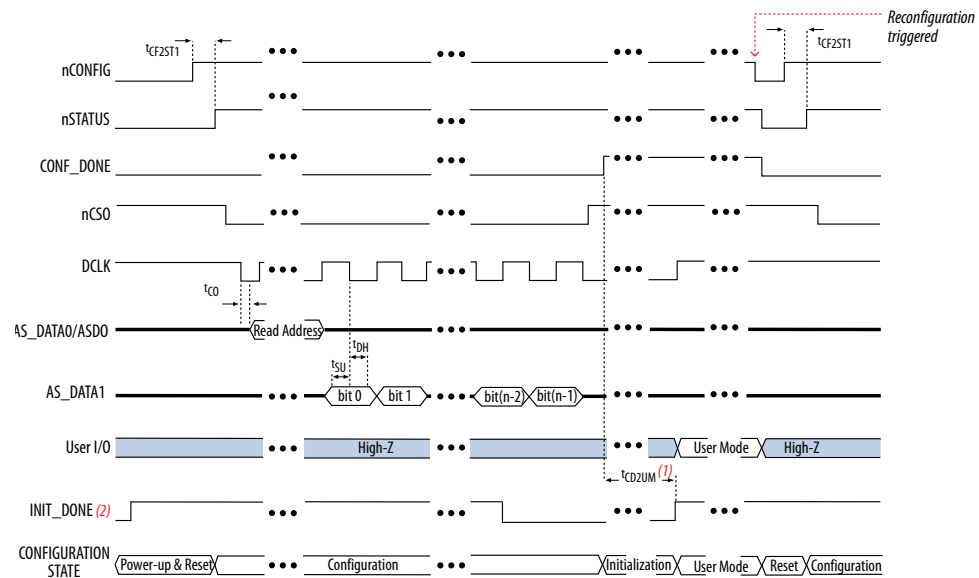 Reconfiguration
triggered
tCF2ST1
tCF2ST1
nCONFIG
nSTATUS
CONF_DONE
nCSO
DCLK
tCO
AS_DATA0/ASDO
Read Address
tSU
tDH
AS_DATA1
bit 0
bit 1
bit(n-2)
bit(n-1)
User I/O
High-Z
User Mode
High-Z
tCD2UM (1)
INIT_DONE (2)
CONFIGURATION
STATE
Power-up & Reset
Configuration
Initialization
User Mode
Reset
Configuration